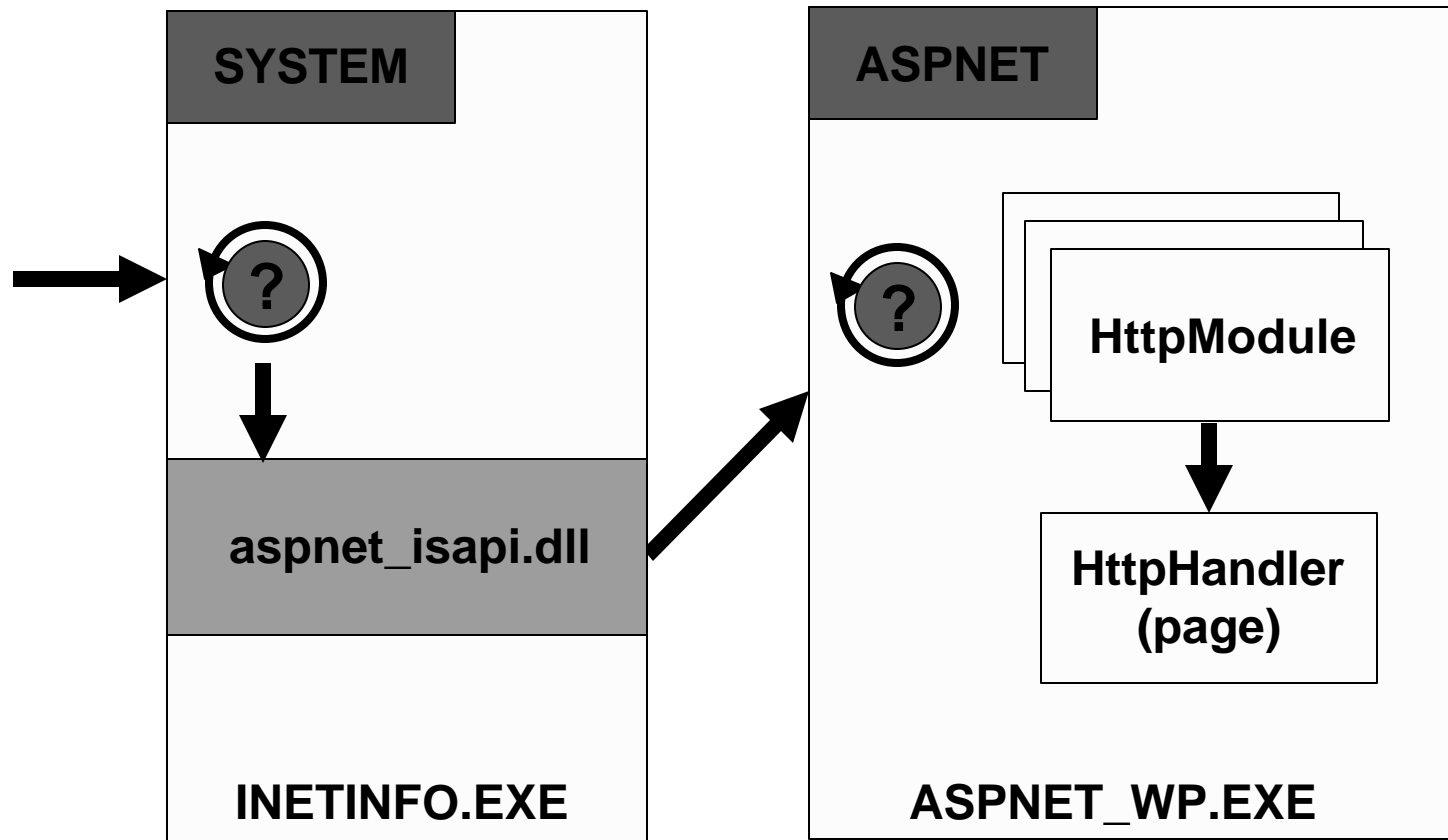 SYSTEM
?
aspnet_isapi.dll
INETINFO.EXE
ASPNET
?
HttpModule
HttpHandler
(page)
ASPNET_WP.EXE